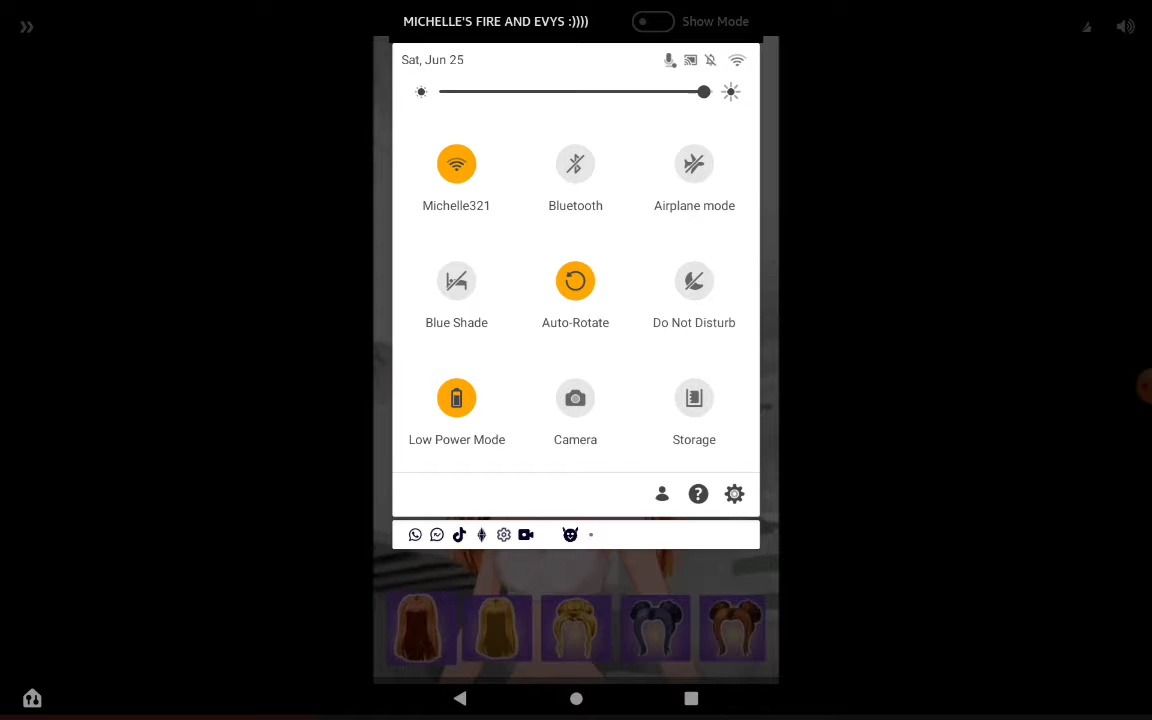 MICHELLE'S FIRE AND EVYS :)))) Show Mode
Sat, Jun 25
Michelle321 Bluetooth Airplane mode
Blue Shade Auto-Rotate Do Not Disturb
Low Power Mode Camera Storage